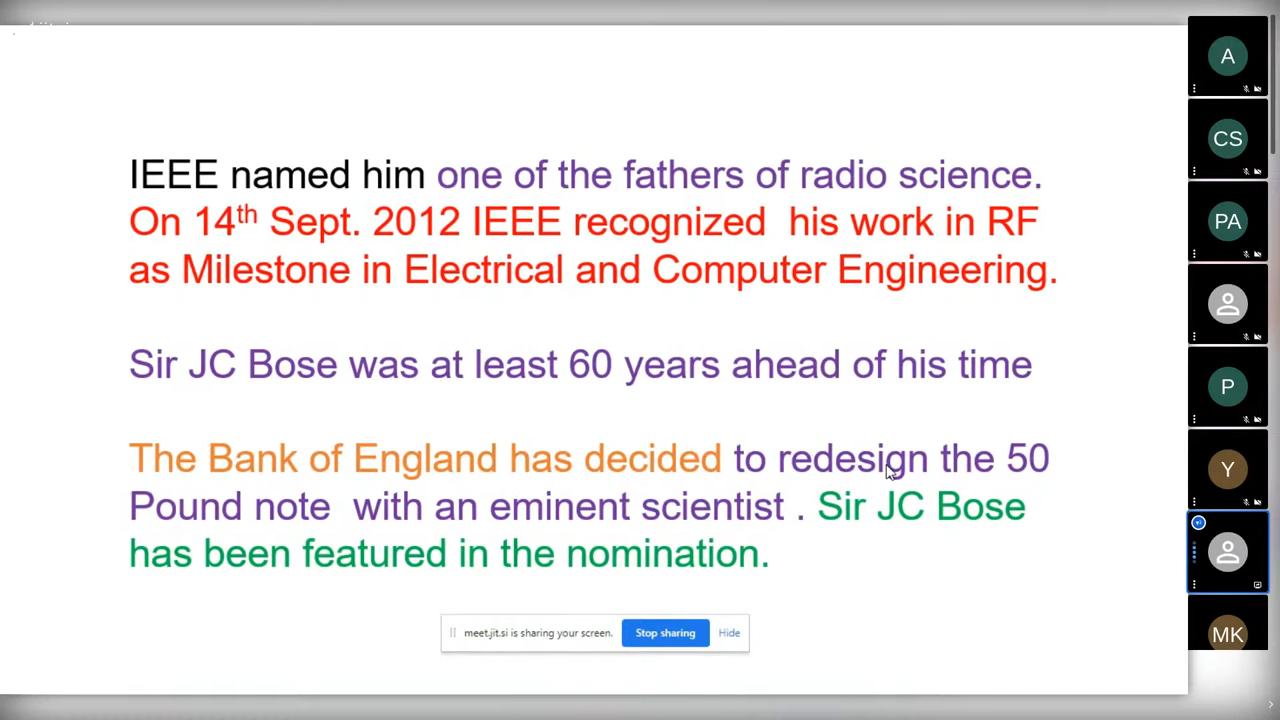 IEEE named him one of the fathers of radio science.
On 14th Sept. 2012 IEEE recognized his work in RF
as Milestone in Electrical and Computer Engineering.
Sir JC Bose was at least 60 years ahead of his time
The Bank of England has decided to redesign the 50
Pound note with an eminent scientist . Sir JC Bose
has been featured in the nomination.
meet.jit.si is sharing your screen. Stop sharing Hide
A
CS
PA
P
Y
MK